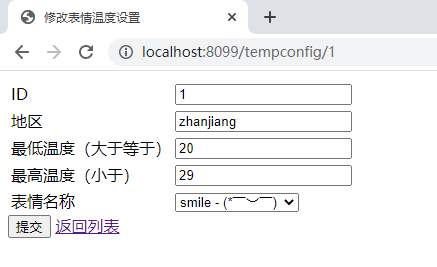 修改表情温度设置
localhost:8099/tempconfig/1
ID 1
地区 zhanjiang
最低温度（大于等于） 20
最高温度（小于） 29
表情名称 smile - (*￣︶￣)
提交 返回列表